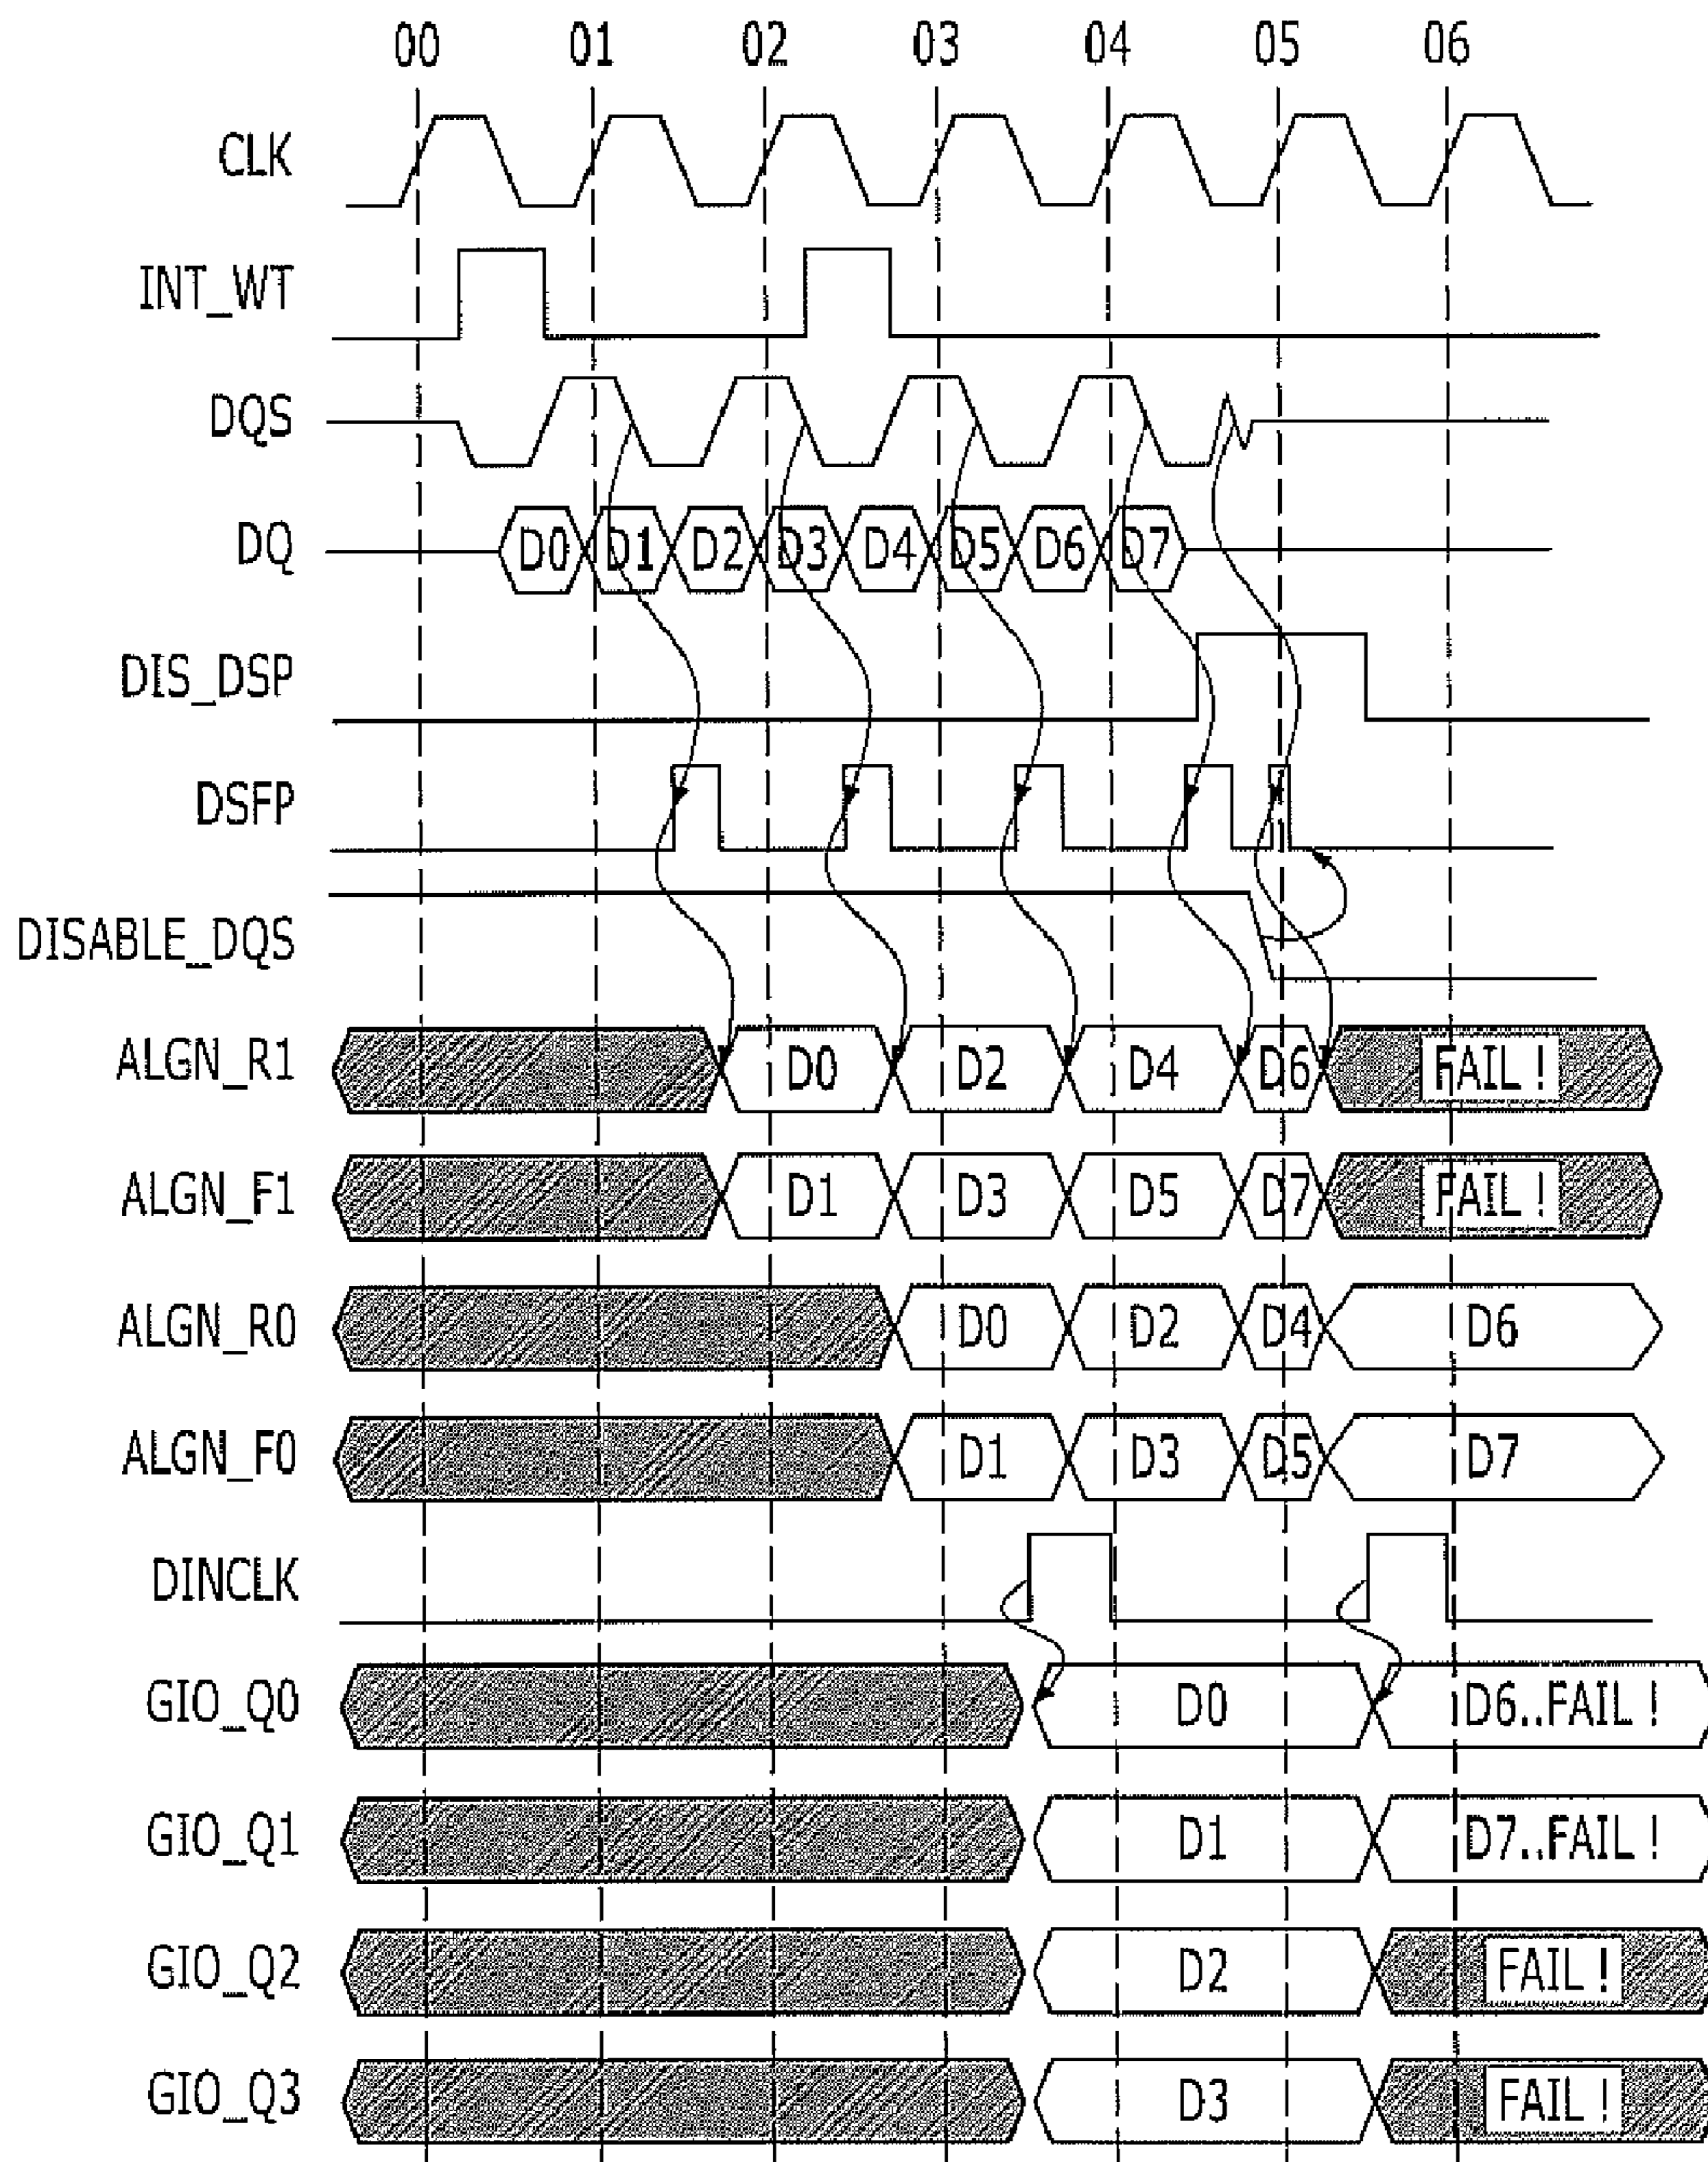 00 01 02 03 04 05 06
CLK
INT_WT
DQS
DQ D0 D1 D2 D3 D4 D5 D6 D7
DIS_DSP
DSFP
DISABLE_DQS
ALGN_R1 D0 D2 D4 D6 FAIL !
ALGN_F1 D1 D3 D5 D7 FAIL !
ALGN_R0 D0 D2 D4 D6
ALGN_F0 D1 D3 D5 D7
DINCLK
GIO_Q0 D0 D6..FAIL !
GIO_Q1 D1 D7..FAIL !
GIO_Q2 D2 FAIL !
GIO_Q3 D3 FAIL !